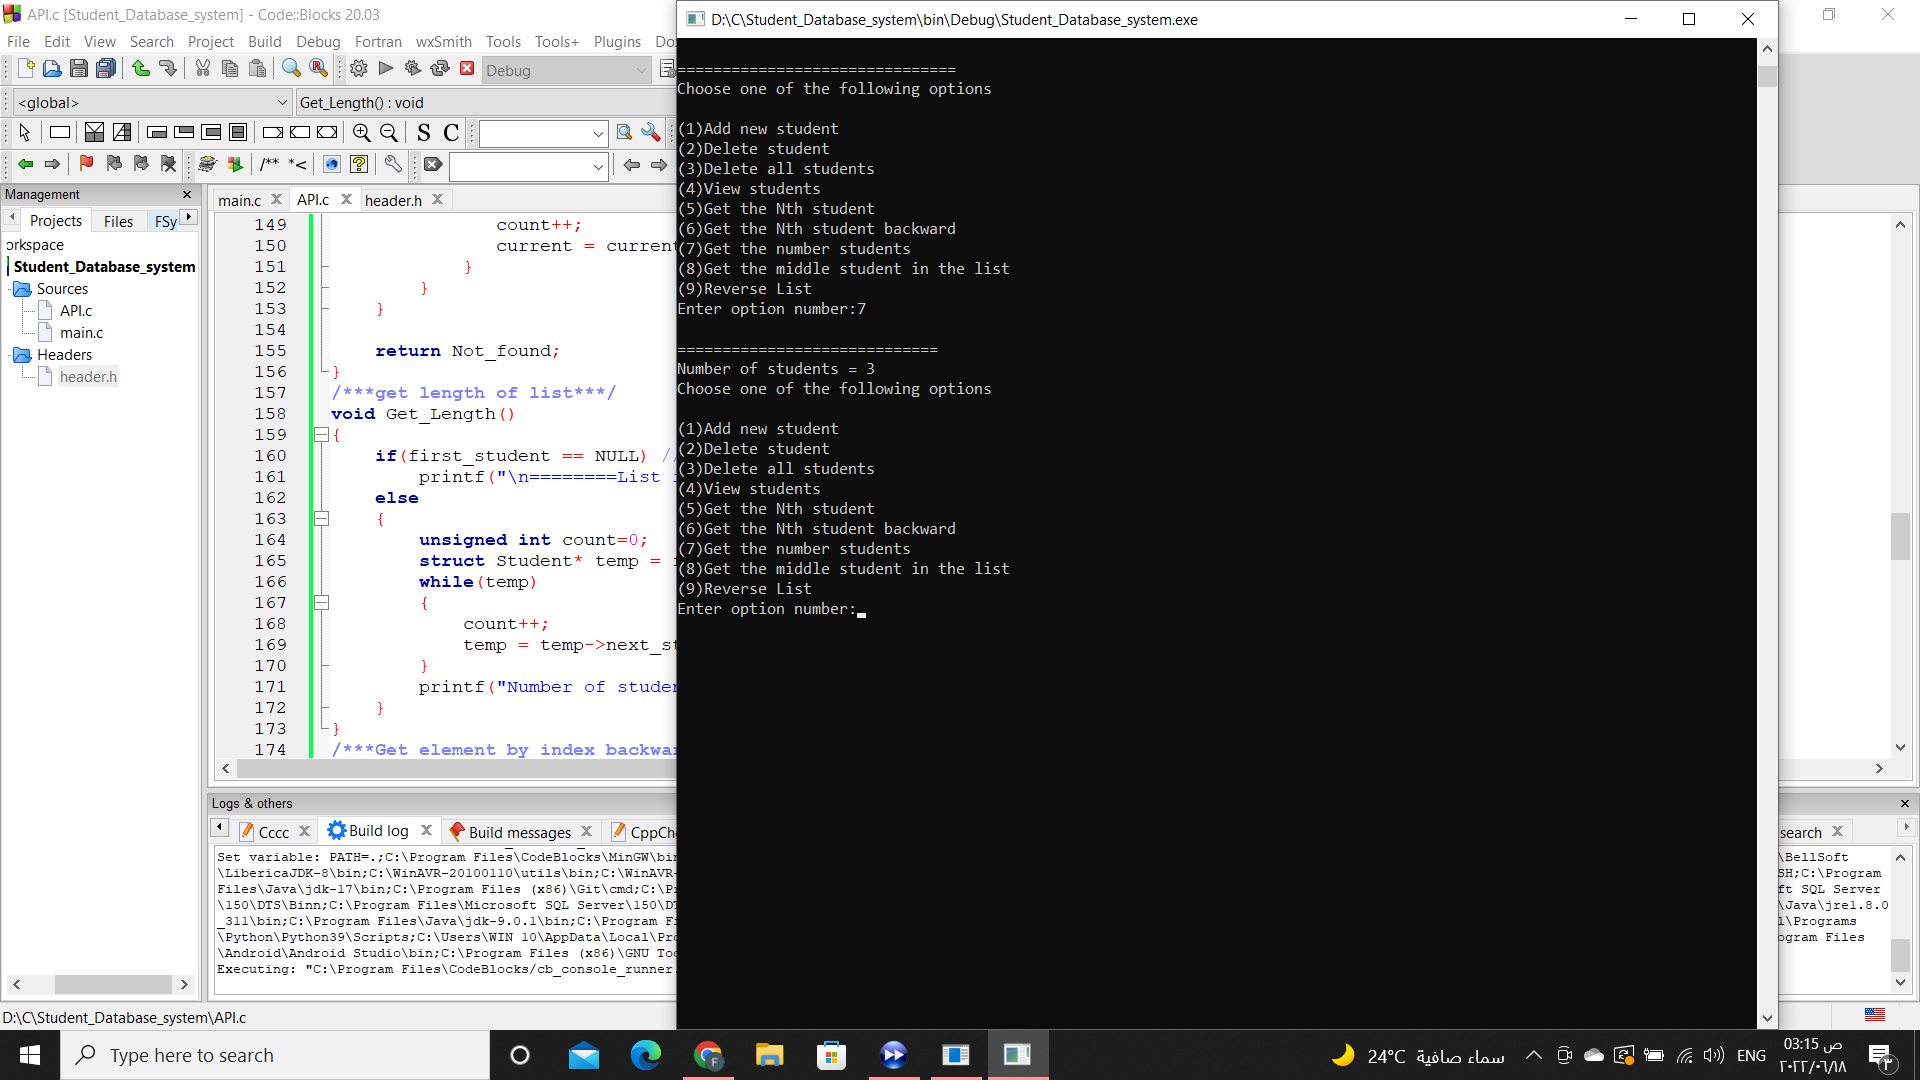 API.c [Student_Database_system] - Code::Blocks 20.03
File Edit View Search Project Build Debug Fortran wxSmith Tools Tools+ Plugins
Debug
<global>
Get_Length() : void
S C
/** *<
Management
Projects Files FSy
orkspace
Student_Database_system
Sources
API.c
main.c
Headers
header.h
main.c API.c header.h
149 count++;
150 current = current
151 }
152 }
153 }
154
155 return Not_found;
156 }
157 /***get length of list***/
158 void Get_Length()
159 {
160 if(first_student == NULL) //
161 printf("\n========List
162 else
163 {
164 unsigned int count=0;
165 struct Student* temp =
166 while(temp)
167 {
168 count++;
169 temp = temp->next_st
170 }
171 printf("Number of studen
172 }
173 }
174 /***Get element by index backwa
Logs & others
Cccc Build log Build messages CppChe
search
Set variable: PATH=.;C:\Program Files\CodeBlocks\MinGW\bin
\LibericaJDK-8\bin;C:\WinAVR-20100110\utils\bin;C:\WinAVR-
Files\Java\jdk-17\bin;C:\Program Files (x86)\Git\cmd;C:\Pr
\150\DTS\Binn;C:\Program Files\Microsoft SQL Server\150\DT
_311\bin;C:\Program Files\Java\jdk-9.0.1\bin;C:\Program Fi
\Python\Python39\Scripts;C:\Users\WIN 10\AppData\Local\Pro
\Android\Android Studio\bin;C:\Program Files (x86)\GNU Too
Executing: "C:\Program Files\CodeBlocks/cb_console_runner.
\BellSoft
SH;C:\Program
ft SQL Server
\Java\jre1.8.0
l\Programs
ogram Files
D:\C\Student_Database_system\API.c
D:\C\Student_Database_system\bin\Debug\Student_Database_system.exe
===============================
Choose one of the following options
(1)Add new student
(2)Delete student
(3)Delete all students
(4)View students
(5)Get the Nth student
(6)Get the Nth student backward
(7)Get the number students
(8)Get the middle student in the list
(9)Reverse List
Enter option number:7
=============================
Number of students = 3
Choose one of the following options
(1)Add new student
(2)Delete student
(3)Delete all students
(4)View students
(5)Get the Nth student
(6)Get the Nth student backward
(7)Get the number students
(8)Get the middle student in the list
(9)Reverse List
Enter option number:
Type here to search
24°C سماء صافية
ENG
03:15 ص
٢٠٢٢/٠٦/١٨
٣